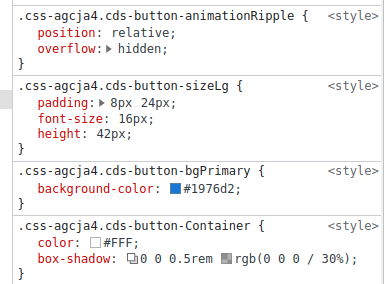 .css-agcja4.cds-button-animationRipple { <style>
position: relative;
overflow: hidden;
}
.css-agcja4.cds-button-sizeLg { <style>
padding: 8px 24px;
font-size: 16px;
height: 42px;
}
.css-agcja4.cds-button-bgPrimary { <style>
background-color: #1976d2;
}
.css-agcja4.cds-button-Container { <style>
color: #FFF;
box-shadow: 0 0 0.5rem rgb(0 0 0 / 30%);
}